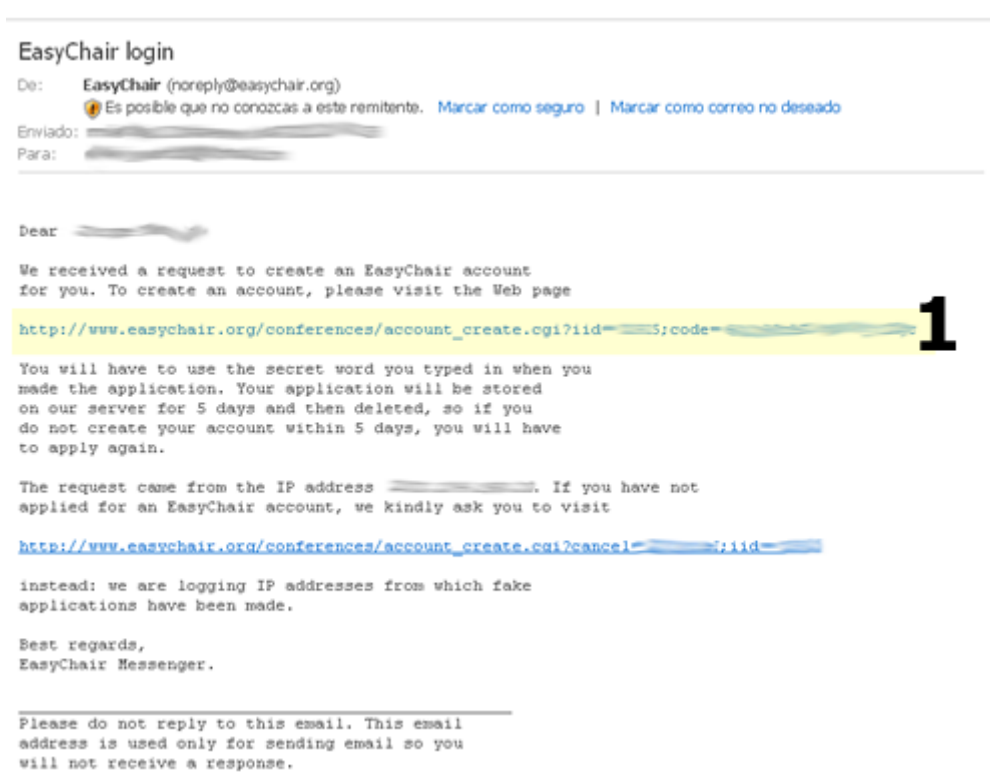 EasyChair login
De: EasyChair (noreply@easychair.org)
Es posible que no conozcas a este remitente. Marcar como seguro | Marcar como correo no deseado
Enviado:
Para:
Dear
We received a request to create an EasyChair account
for you. To create an account, please visit the Web page
http://www.easychair.org/conferences/account_create.cgi?iid= 5;code= 1
You will have to use the secret word you typed in when you
made the application. Your application will be stored
on our server for 5 days and then deleted, so if you
do not create your account within 5 days, you will have
to apply again.
The request came from the IP address . If you have not
applied for an EasyChair account, we kindly ask you to visit
http://www.easychair.org/conferences/account_create.cgi?cancel= ;iid=
instead: we are logging IP addresses from which fake
applications have been made.
Best regards,
EasyChair Messenger.
Please do not reply to this email. This email
address is used only for sending email so you
will not receive a response.